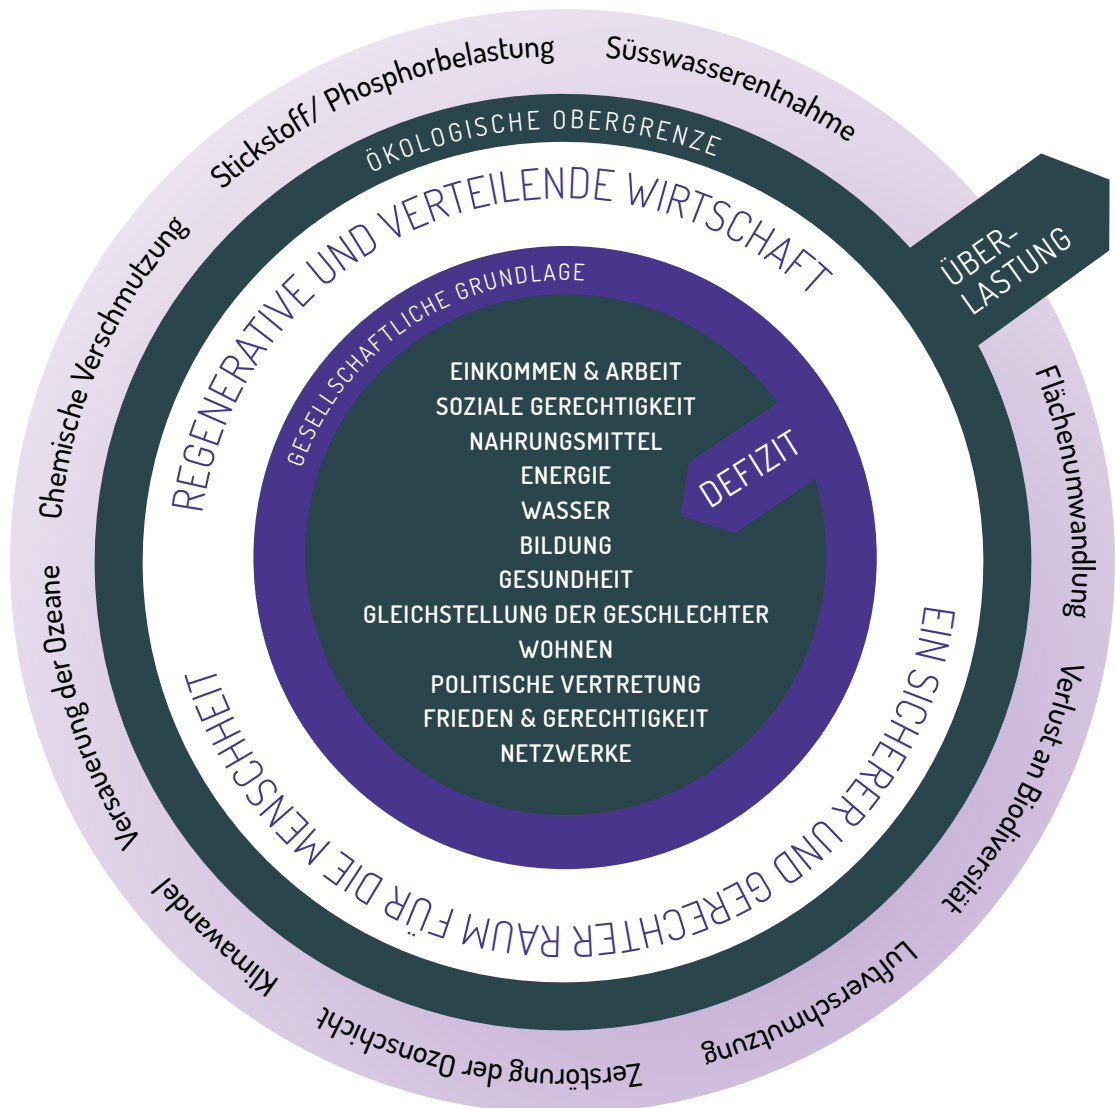 Stickstoff/ Phosphorbelastung
Süsswasserentnahme
Flächenumwandlung
Verlust an Biodiversität
Luftverschmutzung
Zerstörung der Ozonschicht
Klimawandel
Versauerung der Ozeane
Chemische Verschmutzung
ÖKOLOGISCHE OBERGRENZE
ÜBER-
LASTUNG
REGENERATIVE UND VERTEILENDE WIRTSCHAFT
EIN SICHERER UND GERECHTER RAUM FÜR DIE MENSCHHEIT
GESELLSCHAFTLICHE GRUNDLAGE
DEFIZIT
EINKOMMEN & ARBEIT
SOZIALE GERECHTIGKEIT
NAHRUNGSMITTEL
ENERGIE
WASSER
BILDUNG
GESUNDHEIT
GLEICHSTELLUNG DER GESCHLECHTER
WOHNEN
POLITISCHE VERTRETUNG
FRIEDEN & GERECHTIGKEIT
NETZWERKE